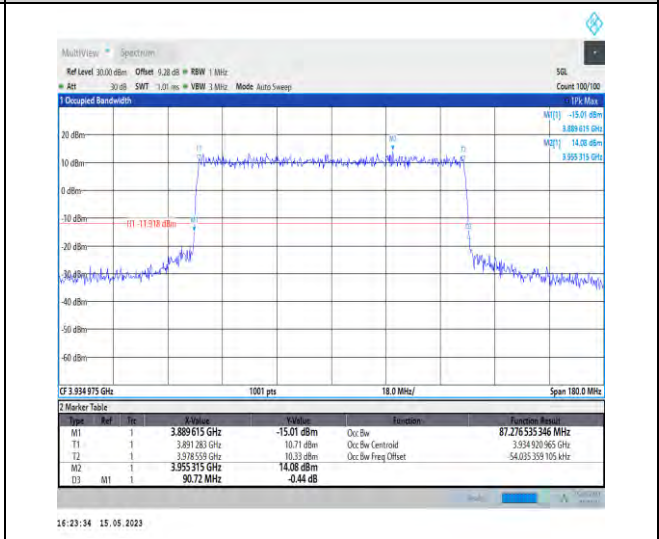 MultiView Spectrum
Ref Level 30.00 dBm Offset 9.28 dB RBW 1 MHz SGL
Att 30 dB SWT 1.01 ms VBW 3 MHz Mode Auto Sweep Count 100/100
1 Occupied Bandwidth 1Pk Max
M1[1] -15.01 dBm
3.889 615 GHz
M2[1] 14.08 dBm
3.955 315 GHz
20 dBm
M2
T1 T2
10 dBm
0 dBm
-10 dBm
H1 -11.918 dBm
M1
D3
-20 dBm
-30 dBm
-40 dBm
-50 dBm
-60 dBm
CF 3.934 975 GHz 1001 pts 18.0 MHz/ Span 180.0 MHz
2 Marker Table
Type Ref Trc X-Value Y-Value Function Function Result
M1 1 3.889 615 GHz -15.01 dBm Occ Bw 87.276 535 346 MHz
T1 1 3.891 283 GHz 10.71 dBm Occ Bw Centroid 3.934 920 965 GHz
T2 1 3.978 559 GHz 10.33 dBm Occ Bw Freq Offset -54.035 359 105 kHz
M2 1 3.955 315 GHz 14.08 dBm
D3 M1 1 90.72 MHz -0.44 dB
16:23:34 15.05.2023